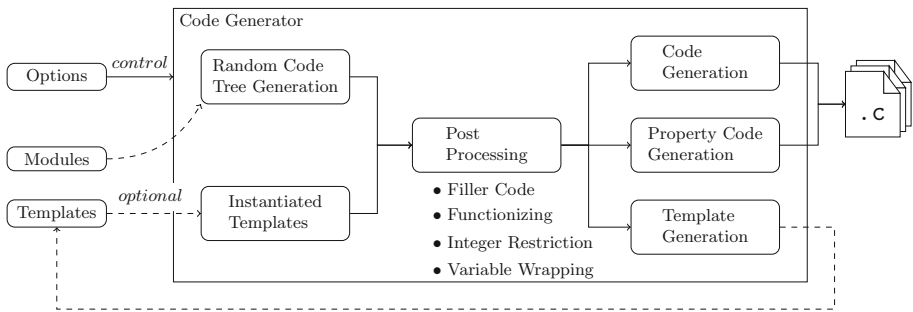 Code Generator
Options
control
Random Code
Tree Generation
Modules
Templates
optional
Instantiated
Templates
Post
Processing
• Filler Code
• Functionizing
• Integer Restriction
• Variable Wrapping
Code
Generation
Property Code
Generation
Template
Generation
.c